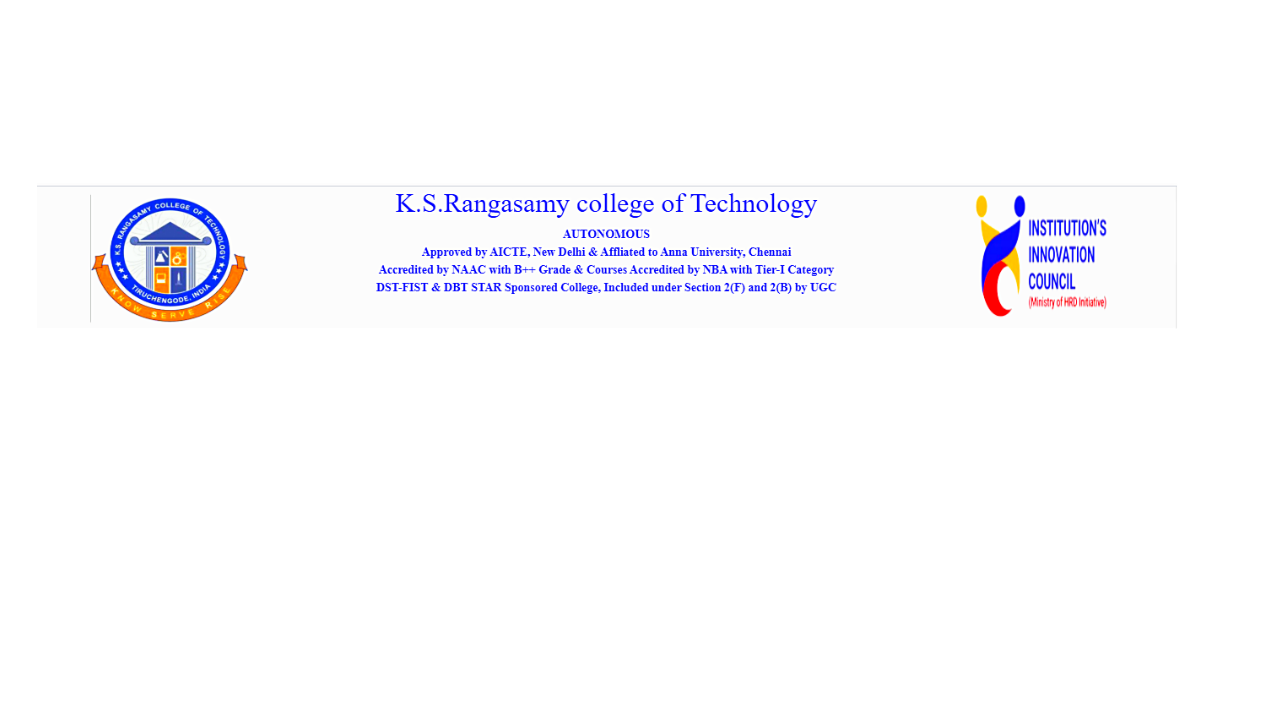 K.S. RANGASAMY COLLEGE OF TECHNOLOGY
TIRUCHENGODE, INDIA
KNOW SERVE RISE
K.S.Rangasamy college of Technology
AUTONOMOUS
Approved by AICTE, New Delhi & Affliated to Anna University, Chennai
Accredited by NAAC with B++ Grade & Courses Accredited by NBA with Tier-I Category
DST-FIST & DBT STAR Sponsored College, Included under Section 2(F) and 2(B) by UGC
INSTITUTION'S
INNOVATION
COUNCIL
(Ministry of HRD Initiative)